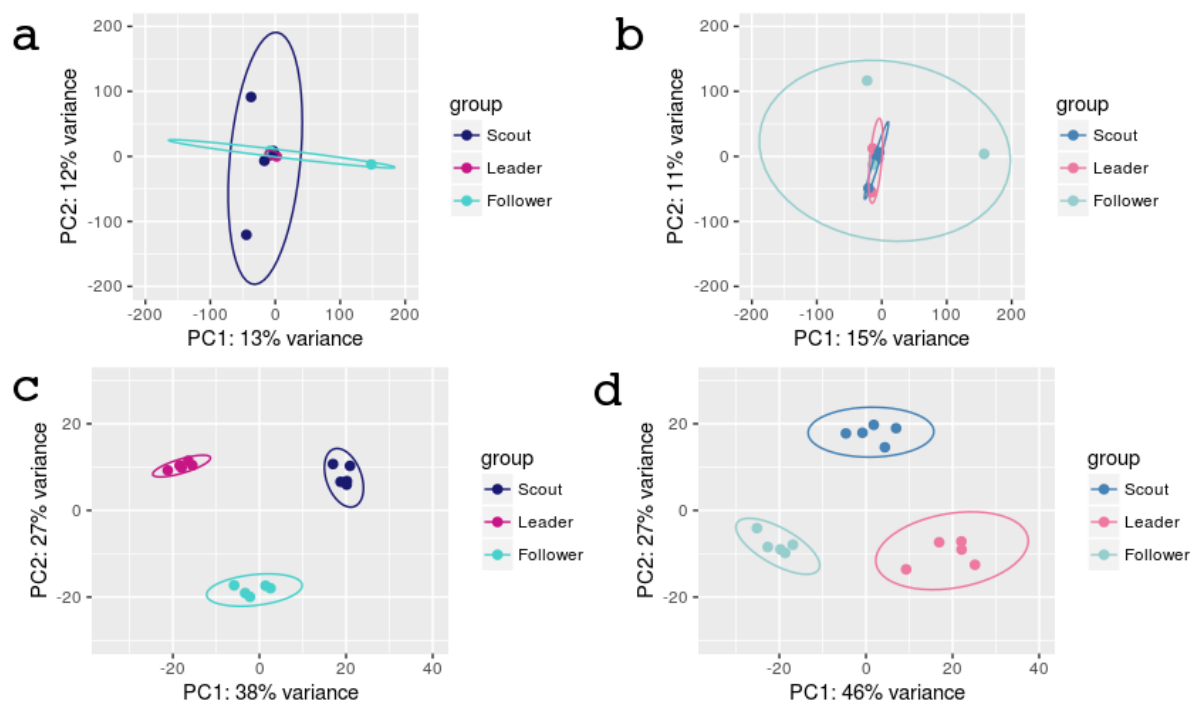 a
200
100
0
-100
-200
PC2: 12% variance
-200 -100 0 100 200
PC1: 13% variance
group
Scout
Leader
Follower
b
200
100
0
-100
-200
PC2: 11% variance
-200 -100 0 100 200
PC1: 15% variance
group
Scout
Leader
Follower
c
20
0
-20
PC2: 27% variance
-20 0 20 40
PC1: 38% variance
group
Scout
Leader
Follower
d
20
0
-20
PC2: 27% variance
-20 0 20 40
PC1: 46% variance
group
Scout
Leader
Follower